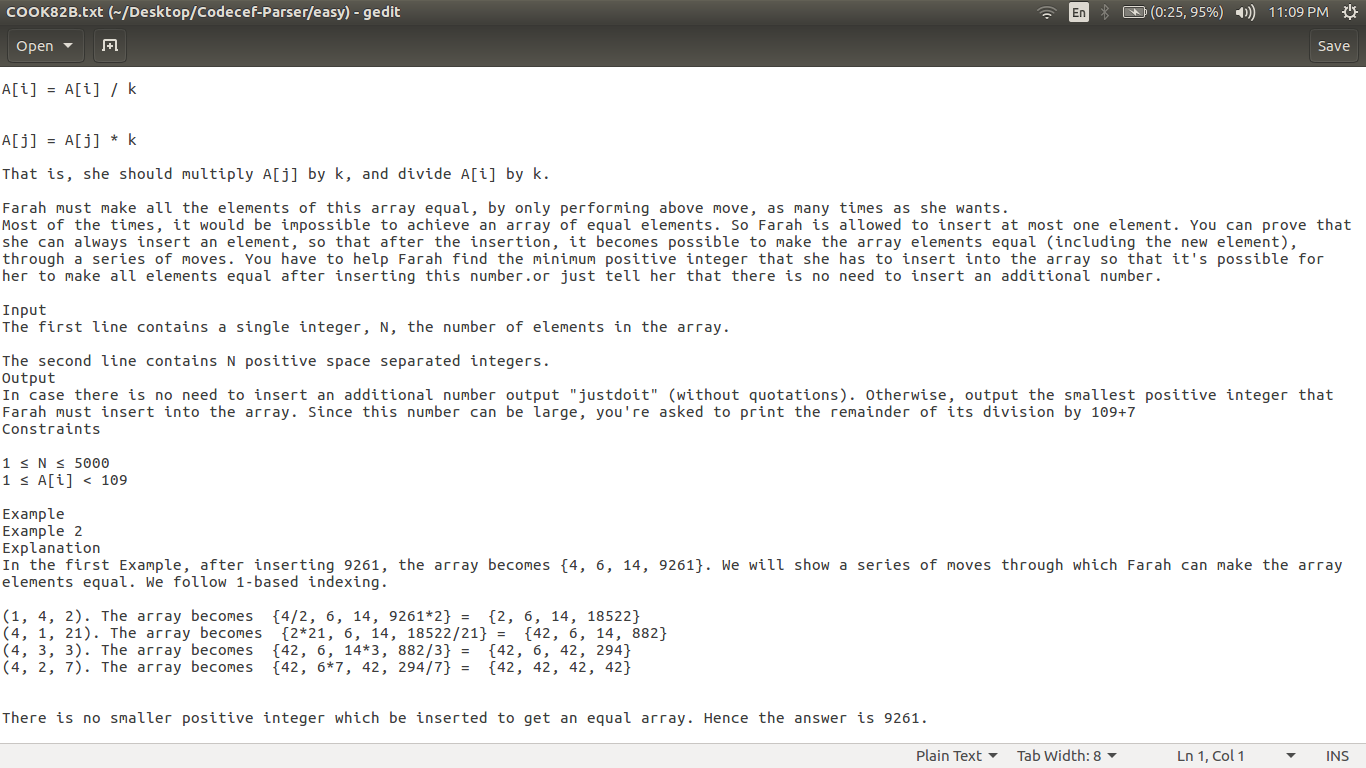 COOK82B.txt (~/Desktop/Codecef-Parser/easy) - gedit
En
(0:25, 95%)
11:09 PM
Open
Save
A[i] = A[i] / k
A[j] = A[j] * k
That is, she should multiply A[j] by k, and divide A[i] by k.
Farah must make all the elements of this array equal, by only performing above move, as many times as she wants.
Most of the times, it would be impossible to achieve an array of equal elements. So Farah is allowed to insert at most one element. You can prove that
she can always insert an element, so that after the insertion, it becomes possible to make the array elements equal (including the new element),
through a series of moves. You have to help Farah find the minimum positive integer that she has to insert into the array so that it's possible for
her to make all elements equal after inserting this number.or just tell her that there is no need to insert an additional number.
Input
The first line contains a single integer, N, the number of elements in the array.
The second line contains N positive space separated integers.
Output
In case there is no need to insert an additional number output "justdoit" (without quotations). Otherwise, output the smallest positive integer that
Farah must insert into the array. Since this number can be large, you're asked to print the remainder of its division by 109+7
Constraints
1 ≤ N ≤ 5000
1 ≤ A[i] < 109
Example
Example 2
Explanation
In the first Example, after inserting 9261, the array becomes {4, 6, 14, 9261}. We will show a series of moves through which Farah can make the array
elements equal. We follow 1-based indexing.
(1, 4, 2). The array becomes  {4/2, 6, 14, 9261*2} =  {2, 6, 14, 18522}
(4, 1, 21). The array becomes  {2*21, 6, 14, 18522/21} =  {42, 6, 14, 882}
(4, 3, 3). The array becomes  {42, 6, 14*3, 882/3} =  {42, 6, 42, 294}
(4, 2, 7). The array becomes  {42, 6*7, 42, 294/7} =  {42, 42, 42, 42}
There is no smaller positive integer which be inserted to get an equal array. Hence the answer is 9261.
Plain Text
Tab Width: 8
Ln 1, Col 1
INS